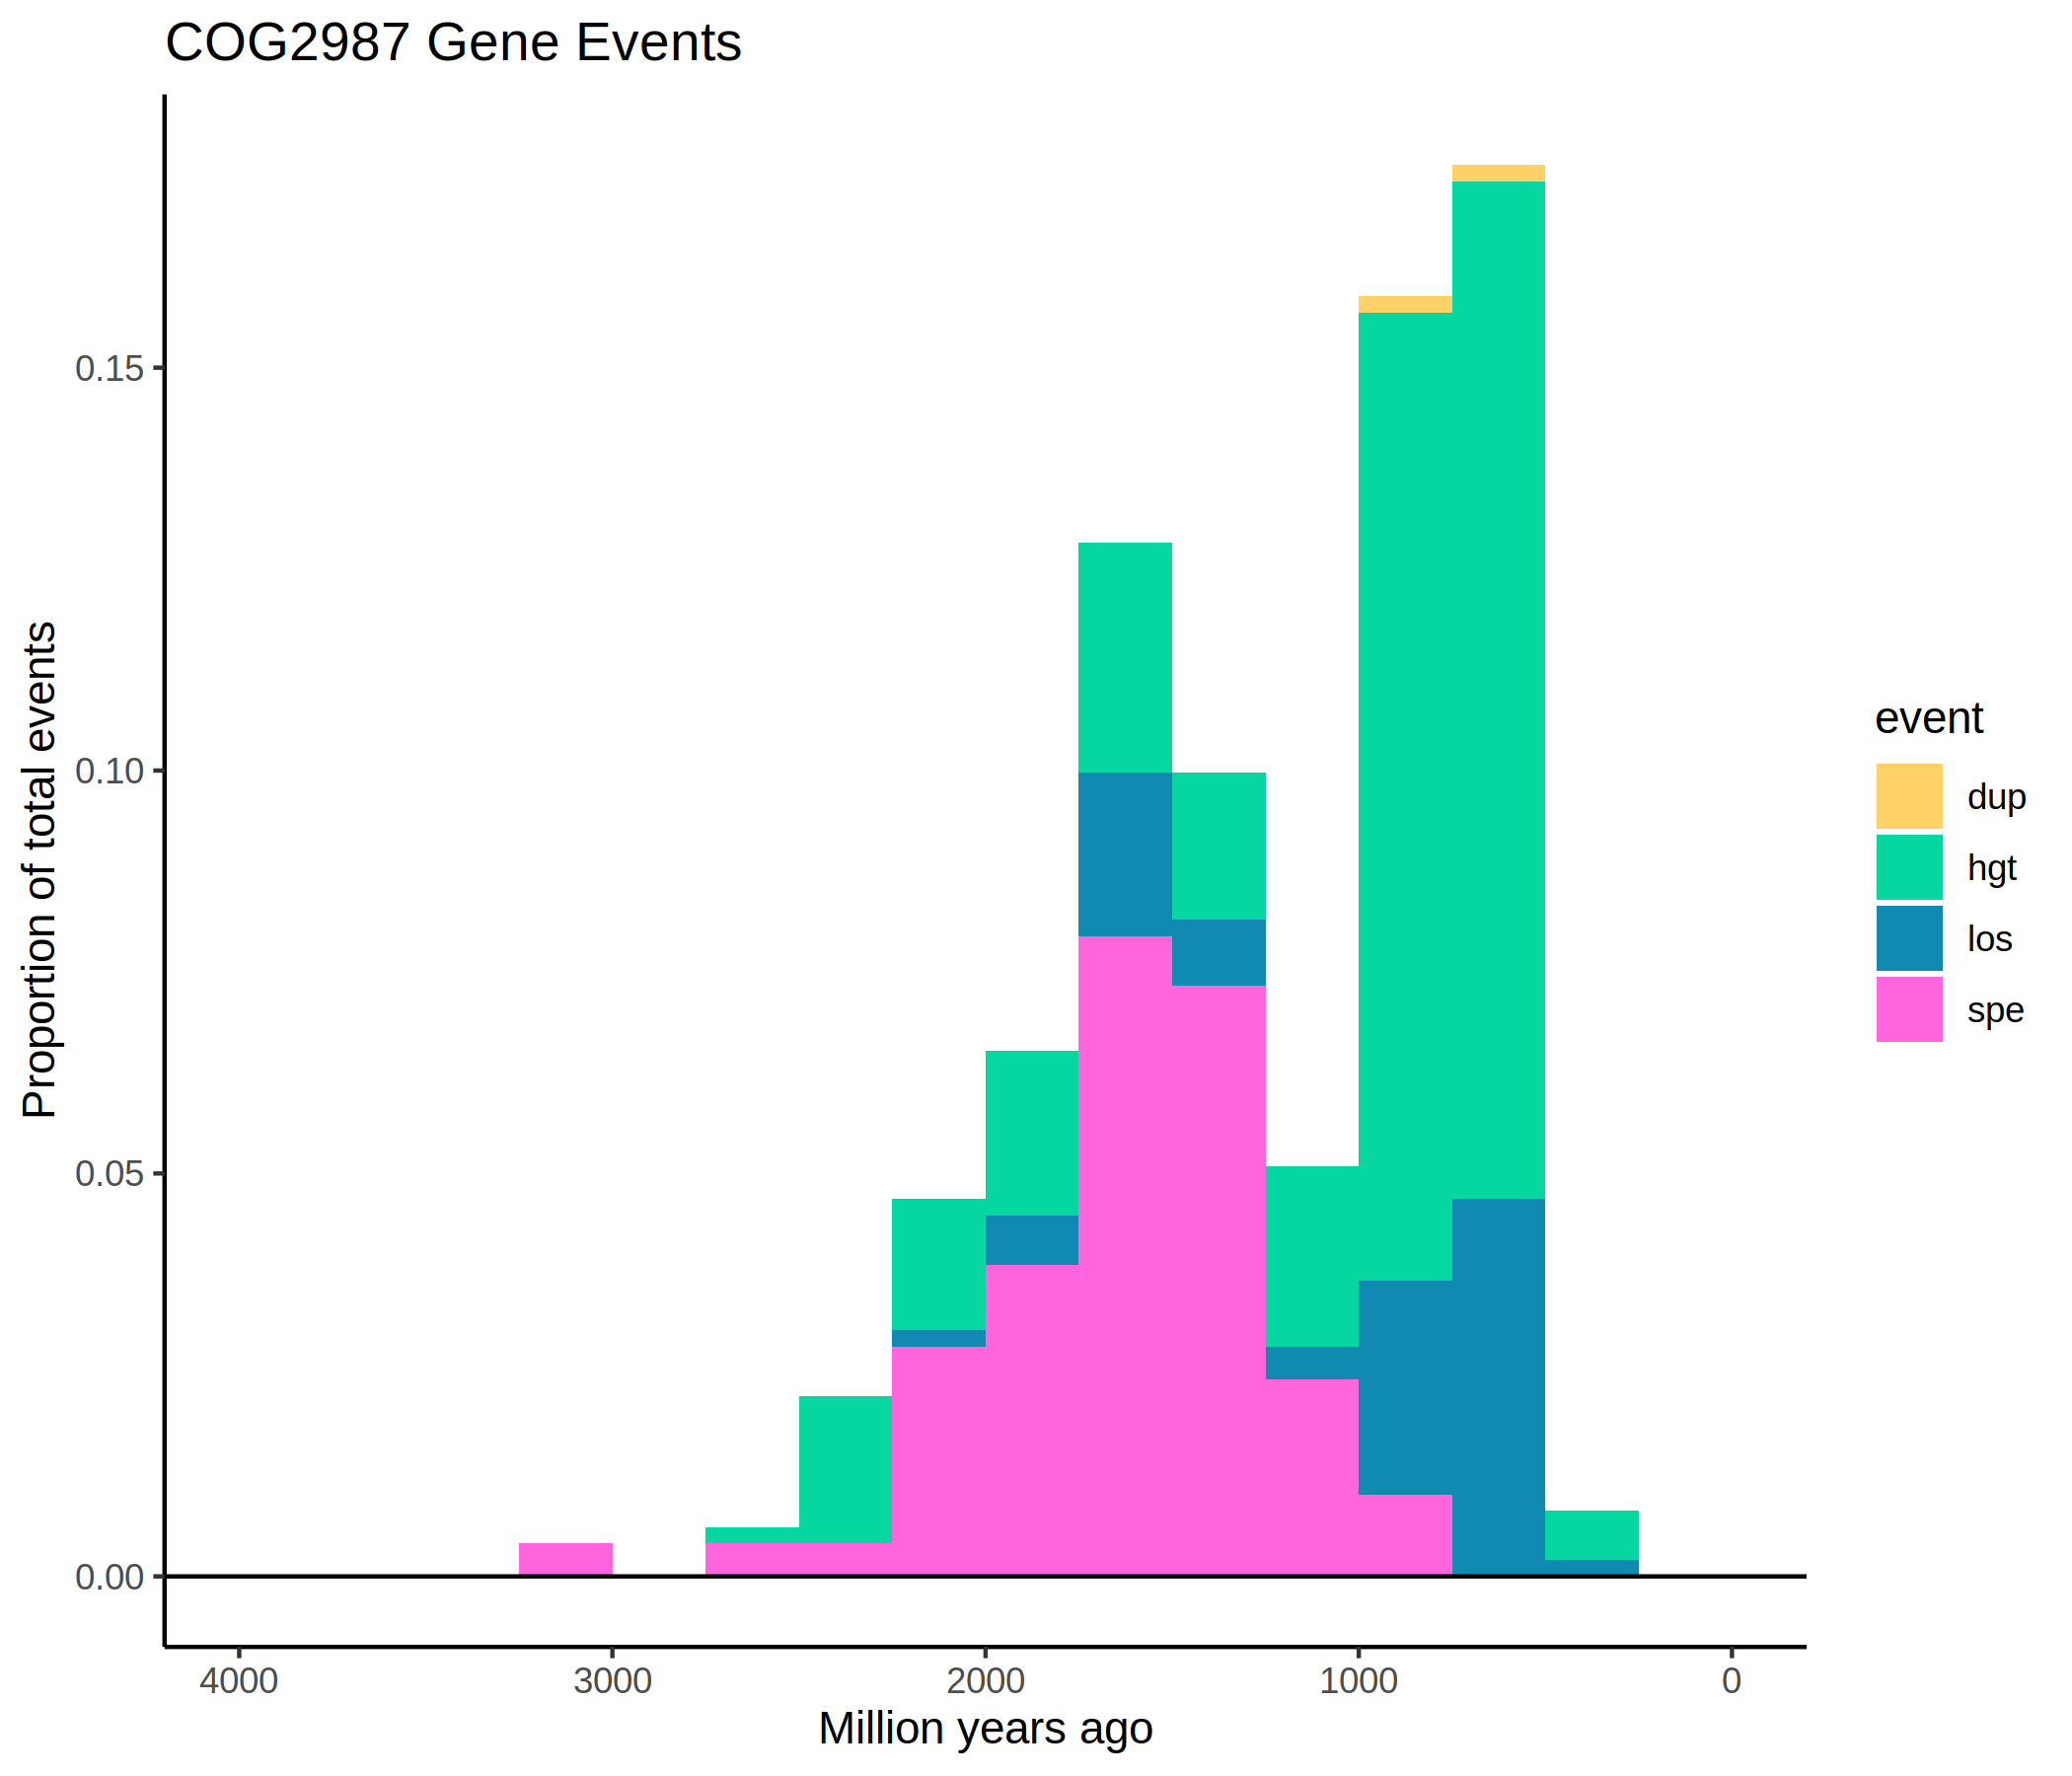 COG2987 Gene Events
Proportion of total events
0.15
0.10
0.05
0.00
4000 3000 2000 1000 0
Million years ago
event
dup
hgt
los
spe